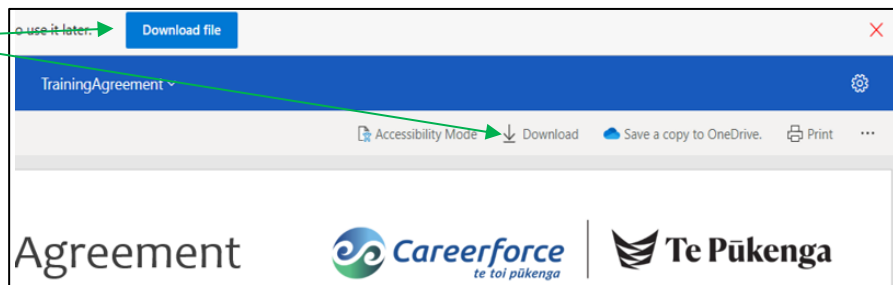 o use it later. Download file
TrainingAgreement
Accessibility Mode Download Save a copy to OneDrive. Print ...
Agreement Careerforce Te Pūkenga
te toi pūkenga